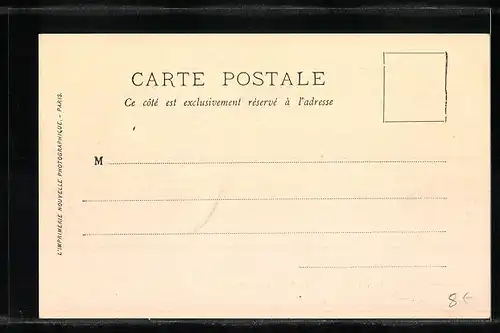 CARTE POSTALE
Ce côté est exclusivement réservé à l'adresse
M
L'IMPRIMERIE NOUVELLE PHOTOGRAPHIQUE. - PARIS.
8€